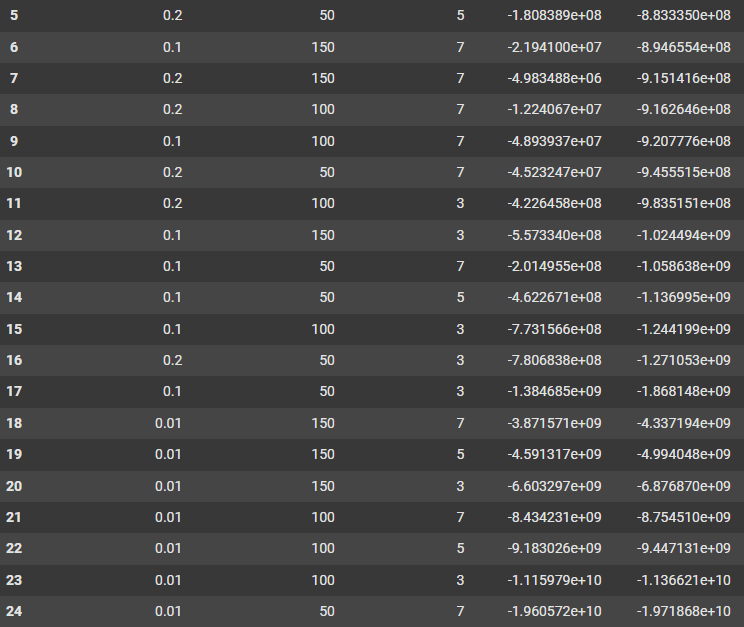 5 0.2 50 5 -1.808389e+08 -8.833350e+08
6 0.1 150 7 -2.194100e+07 -8.946554e+08
7 0.2 150 7 -4.983488e+06 -9.151416e+08
8 0.2 100 7 -1.224067e+07 -9.162646e+08
9 0.1 100 7 -4.893937e+07 -9.207776e+08
10 0.2 50 7 -4.523247e+07 -9.455515e+08
11 0.2 100 3 -4.226458e+08 -9.835151e+08
12 0.1 150 3 -5.573340e+08 -1.024494e+09
13 0.1 50 7 -2.014955e+08 -1.058638e+09
14 0.1 50 5 -4.622671e+08 -1.136995e+09
15 0.1 100 3 -7.731566e+08 -1.244199e+09
16 0.2 50 3 -7.806838e+08 -1.271053e+09
17 0.1 50 3 -1.384685e+09 -1.868148e+09
18 0.01 150 7 -3.871571e+09 -4.337194e+09
19 0.01 150 5 -4.591317e+09 -4.994048e+09
20 0.01 150 3 -6.603297e+09 -6.876870e+09
21 0.01 100 7 -8.434231e+09 -8.754510e+09
22 0.01 100 5 -9.183026e+09 -9.447131e+09
23 0.01 100 3 -1.115979e+10 -1.136621e+10
24 0.01 50 7 -1.960572e+10 -1.971868e+10